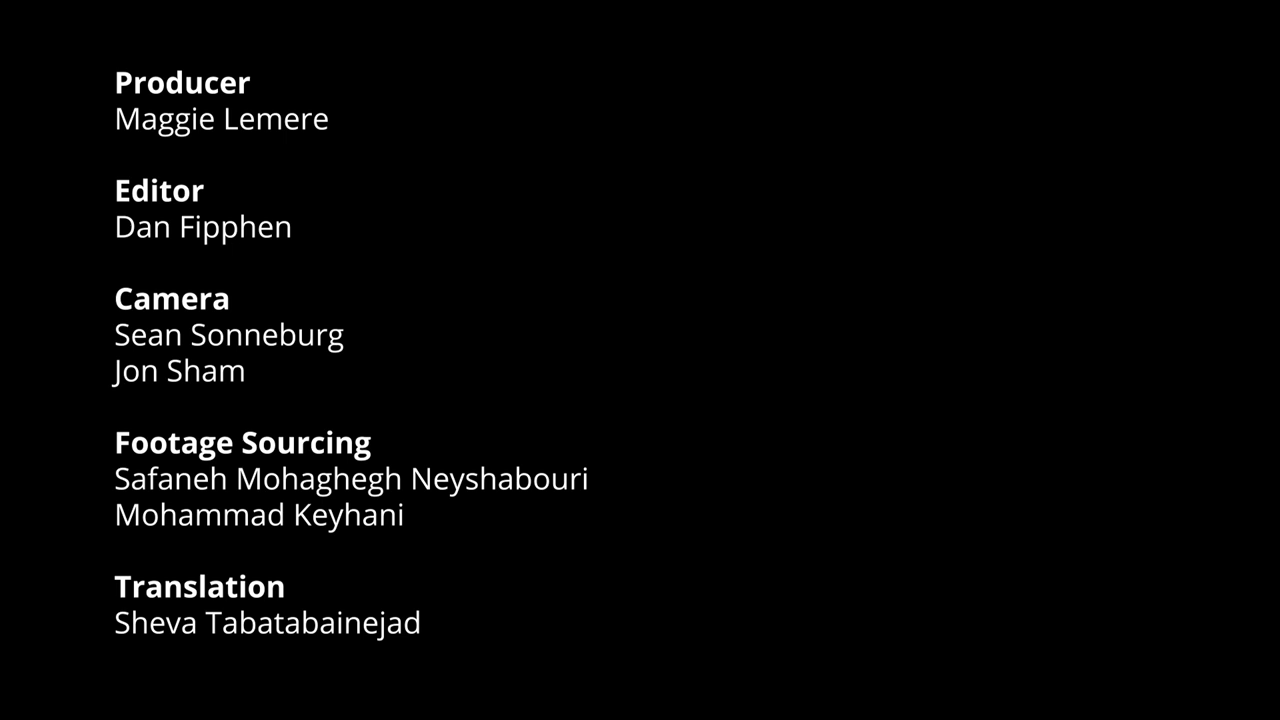 Producer
Maggie Lemere
Editor
Dan Fipphen
Camera
Sean Sonneburg
Jon Sham
Footage Sourcing
Safaneh Mohaghegh Neyshabouri
Mohammad Keyhani
Translation
Sheva Tabatabainejad